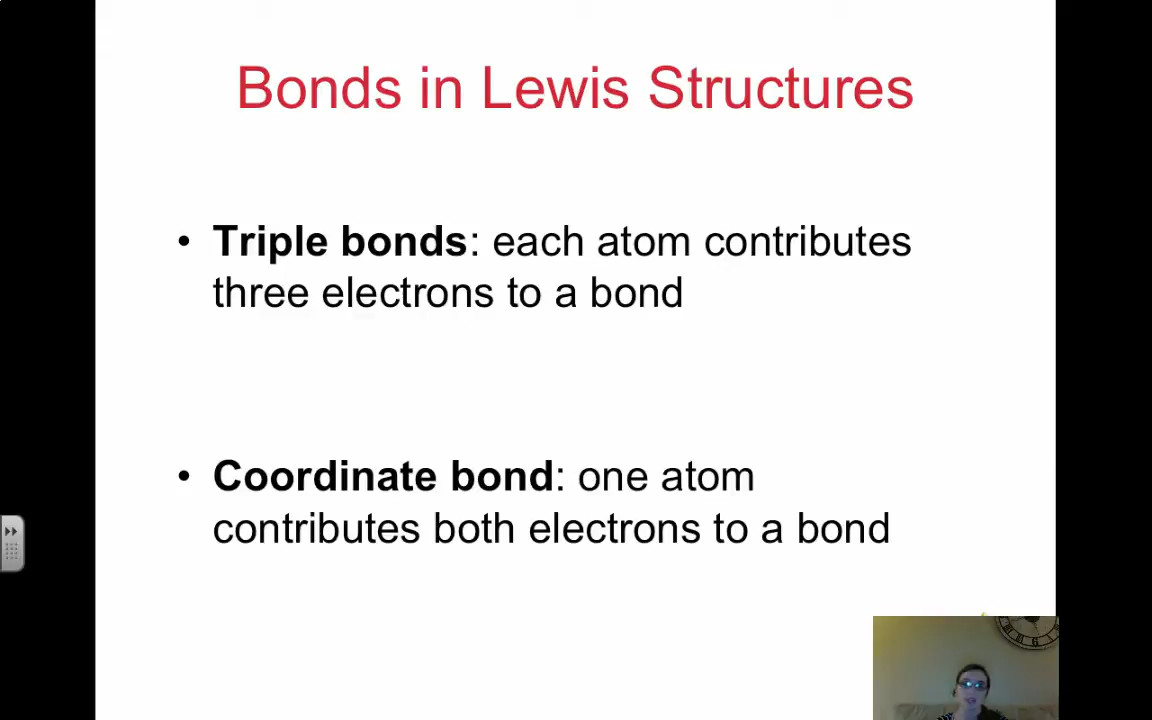 Bonds in Lewis Structures
• Triple bonds: each atom contributes
three electrons to a bond
• Coordinate bond: one atom
contributes both electrons to a bond